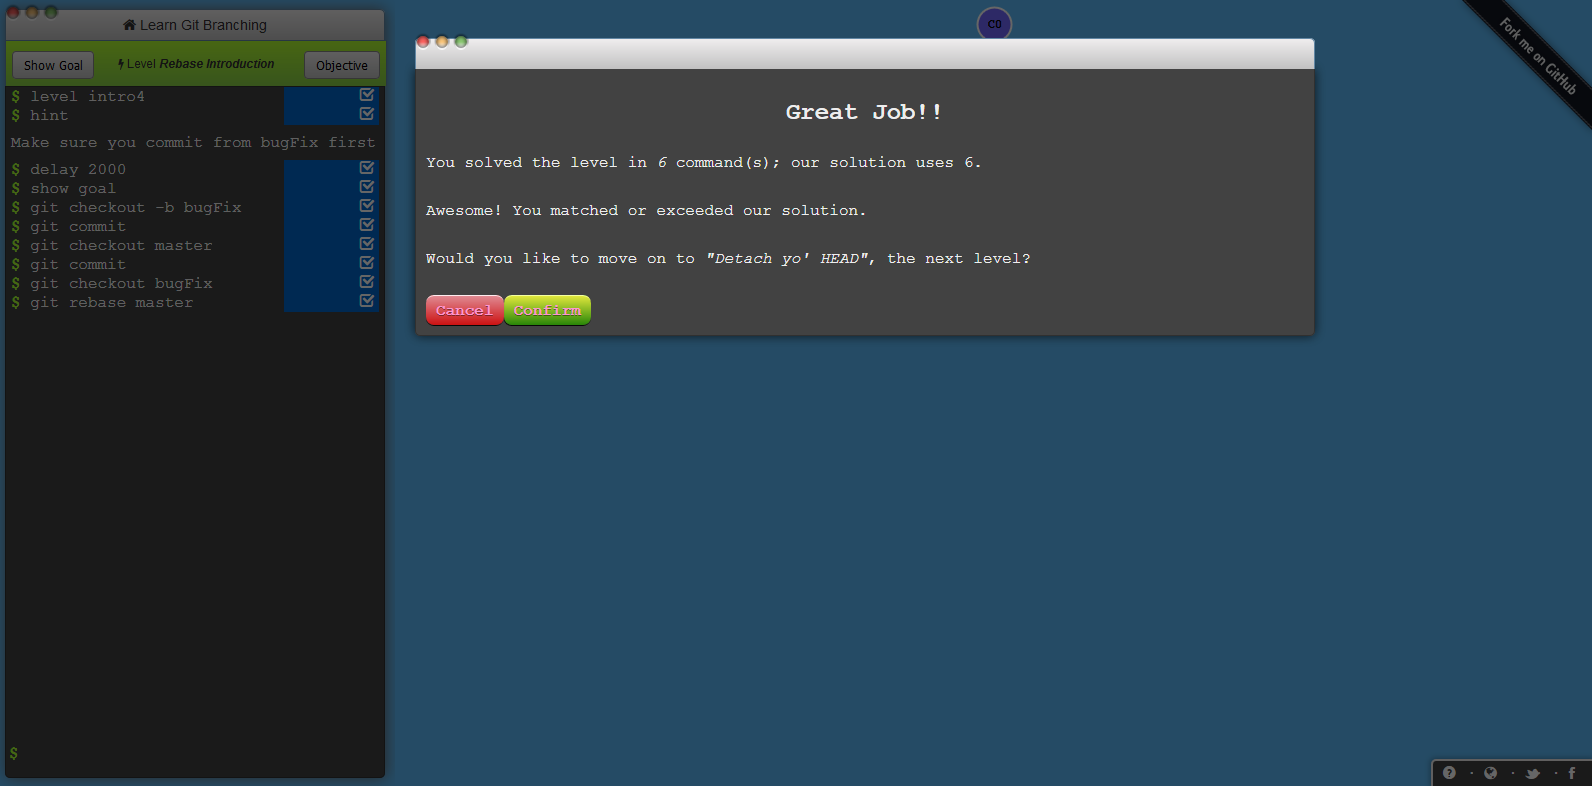 Learn Git Branching
Show Goal
Level Rebase Introduction
Objective
$ level intro4
$ hint
Make sure you commit from bugFix first
$ delay 2000
$ show goal
$ git checkout -b bugFix
$ git commit
$ git checkout master
$ git commit
$ git checkout bugFix
$ git rebase master
$
C0
Great Job!!
You solved the level in 6 command(s); our solution uses 6.
Awesome! You matched or exceeded our solution.
Would you like to move on to "Detach yo' HEAD", the next level?
Cancel
Confirm
Fork me on GitHub